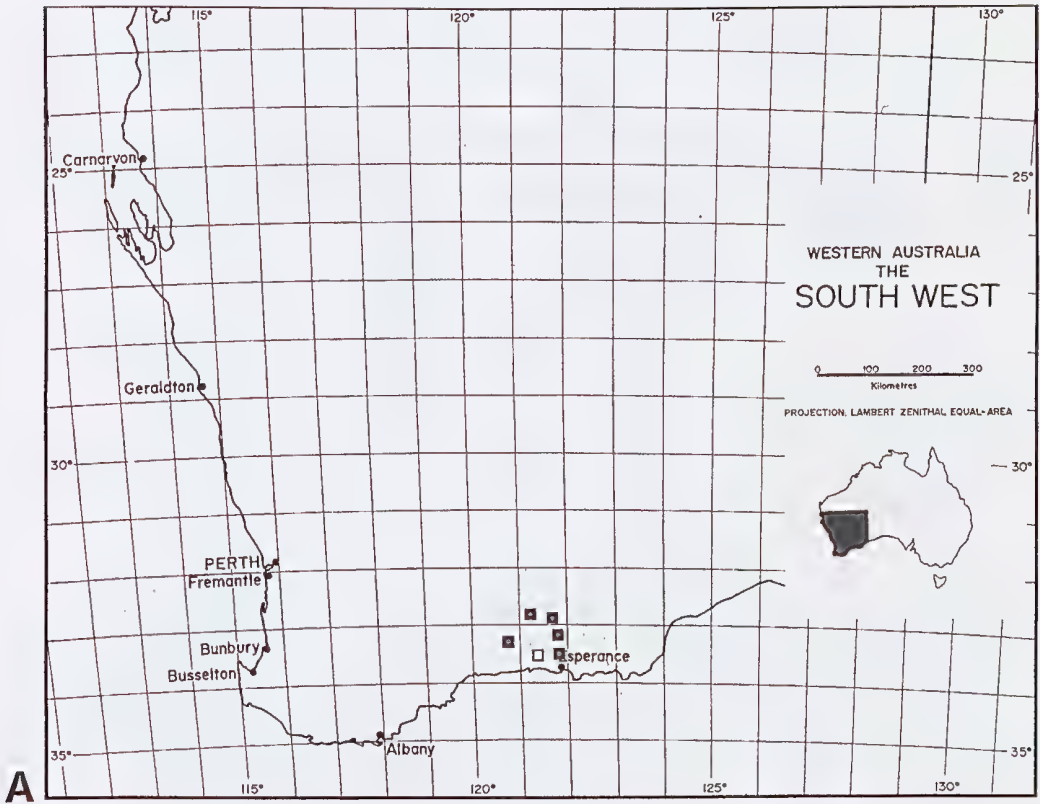 115° 120° 125° 130°
Carnarvon
25° 25°
WESTERN AUSTRALIA
THE
SOUTH WEST
0 100 200 300
Kilometres
Geraldton
PROJECTION, LAMBERT ZENITHAL EQUAL-AREA
30° 30°
PERTH
Fremantle
Bunbury
Esperance
Busselton
Albany
35° 35°
A
115° 120° 125° 130°